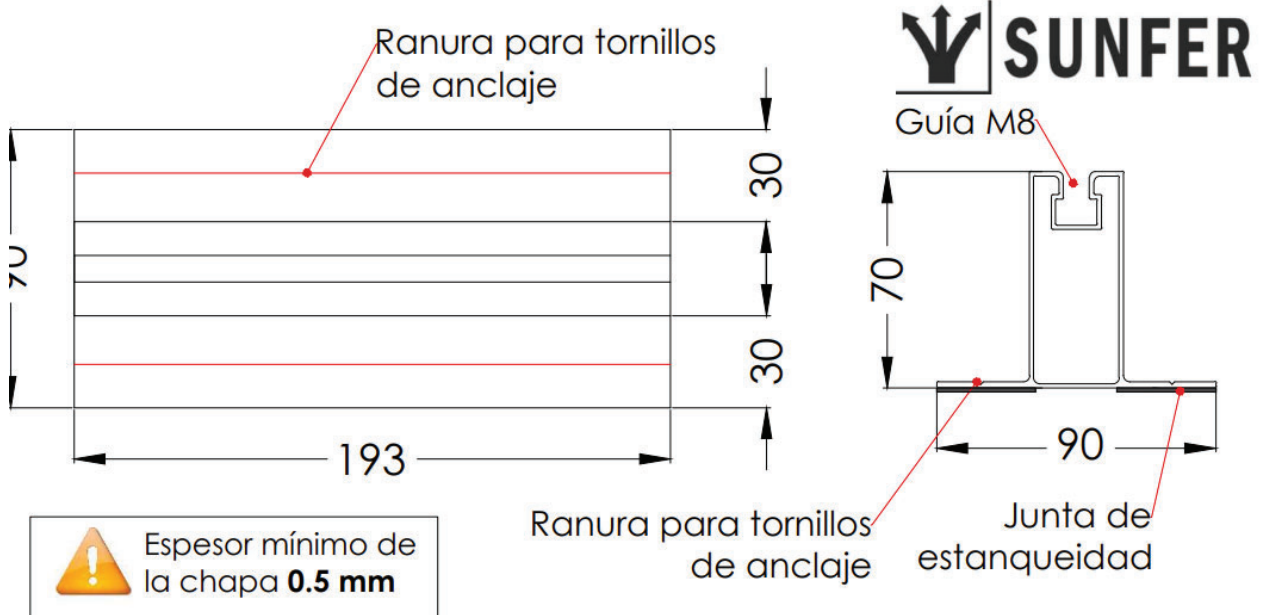 Ranura para tornillos
de anclaje
SUNFER
Guía M8
30
90
70
30
193
90
Espesor mínimo de
la chapa 0.5 mm
Ranura para tornillos
de anclaje
Junta de
estanqueidad